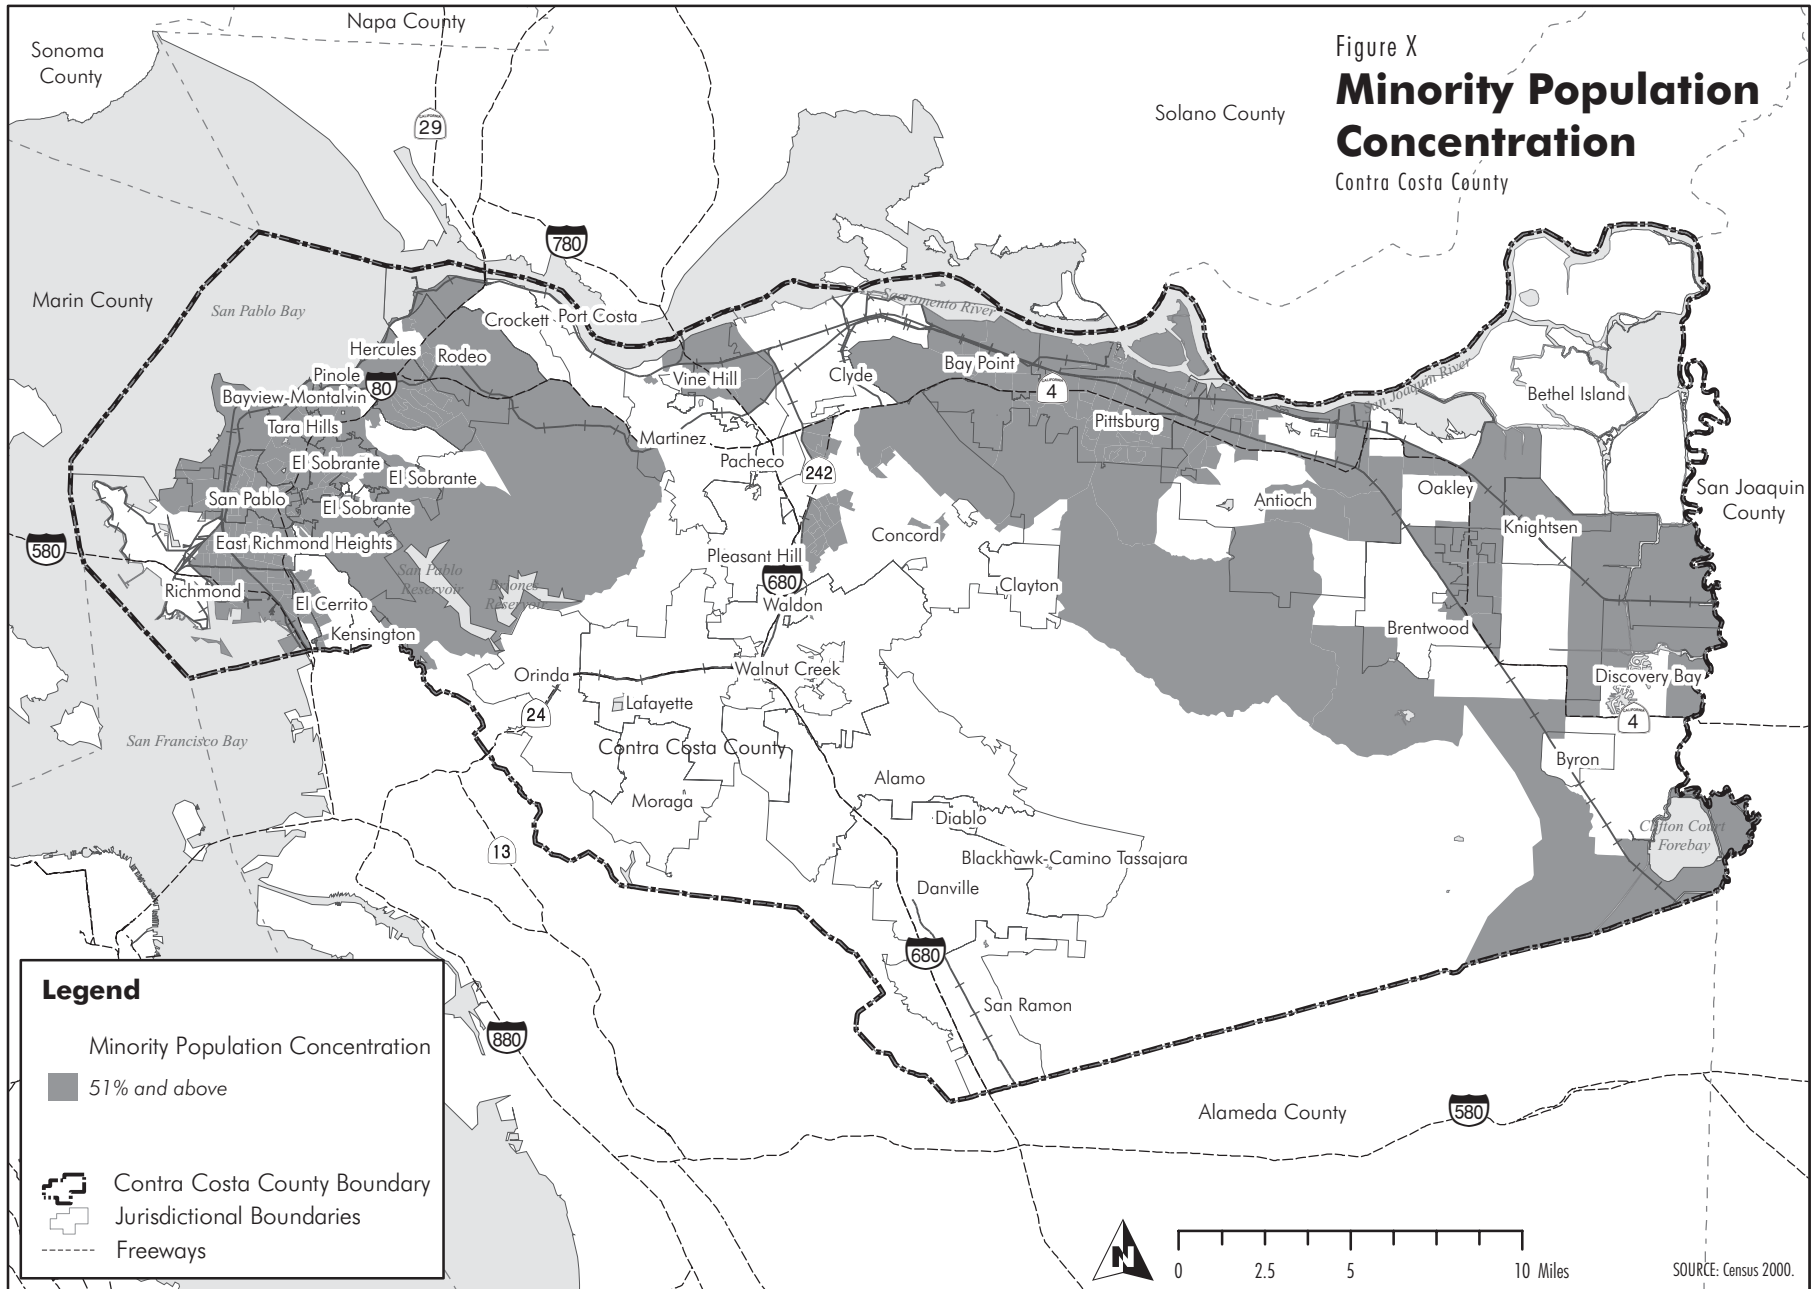 Napa County
Sonoma
County
Figure X
Minority Population
Concentration
Contra Costa County
Solano County
CALIFORNIA
29
780
Marin County
San Pablo Bay
Sacramento River
Crockett
Port Costa
Hercules
Rodeo
Pinole
80
Bayview-Montalvin
Vine Hill
Clyde
Bay Point
CALIFORNIA
4
San Joaquin River
Bethel Island
Tara Hills
Martinez
Pittsburg
El Sobrante
El Sobrante
Pacheco
242
San Pablo
El Sobrante
Antioch
Oakley
San Joaquin
County
Knightsen
580
East Richmond Heights
Concord
Pleasant Hill
680
San Pablo
Reservoir
Briones
Reservoir
Clayton
Richmond
El Cerrito
Waldon
Kensington
Brentwood
Orinda
Walnut Creek
Discovery Bay
24
Lafayette
CALIFORNIA
4
San Francisco Bay
Contra Costa County
Byron
Alamo
Moraga
Diablo
Clifton Court
Forebay
13
Blackhawk-Camino Tassajara
Danville
680
San Ramon
880
Alameda County
580
Legend
Minority Population Concentration
51% and above
Contra Costa County Boundary
Jurisdictional Boundaries
Freeways
N
0 2.5 5 10 Miles
SOURCE: Census 2000.